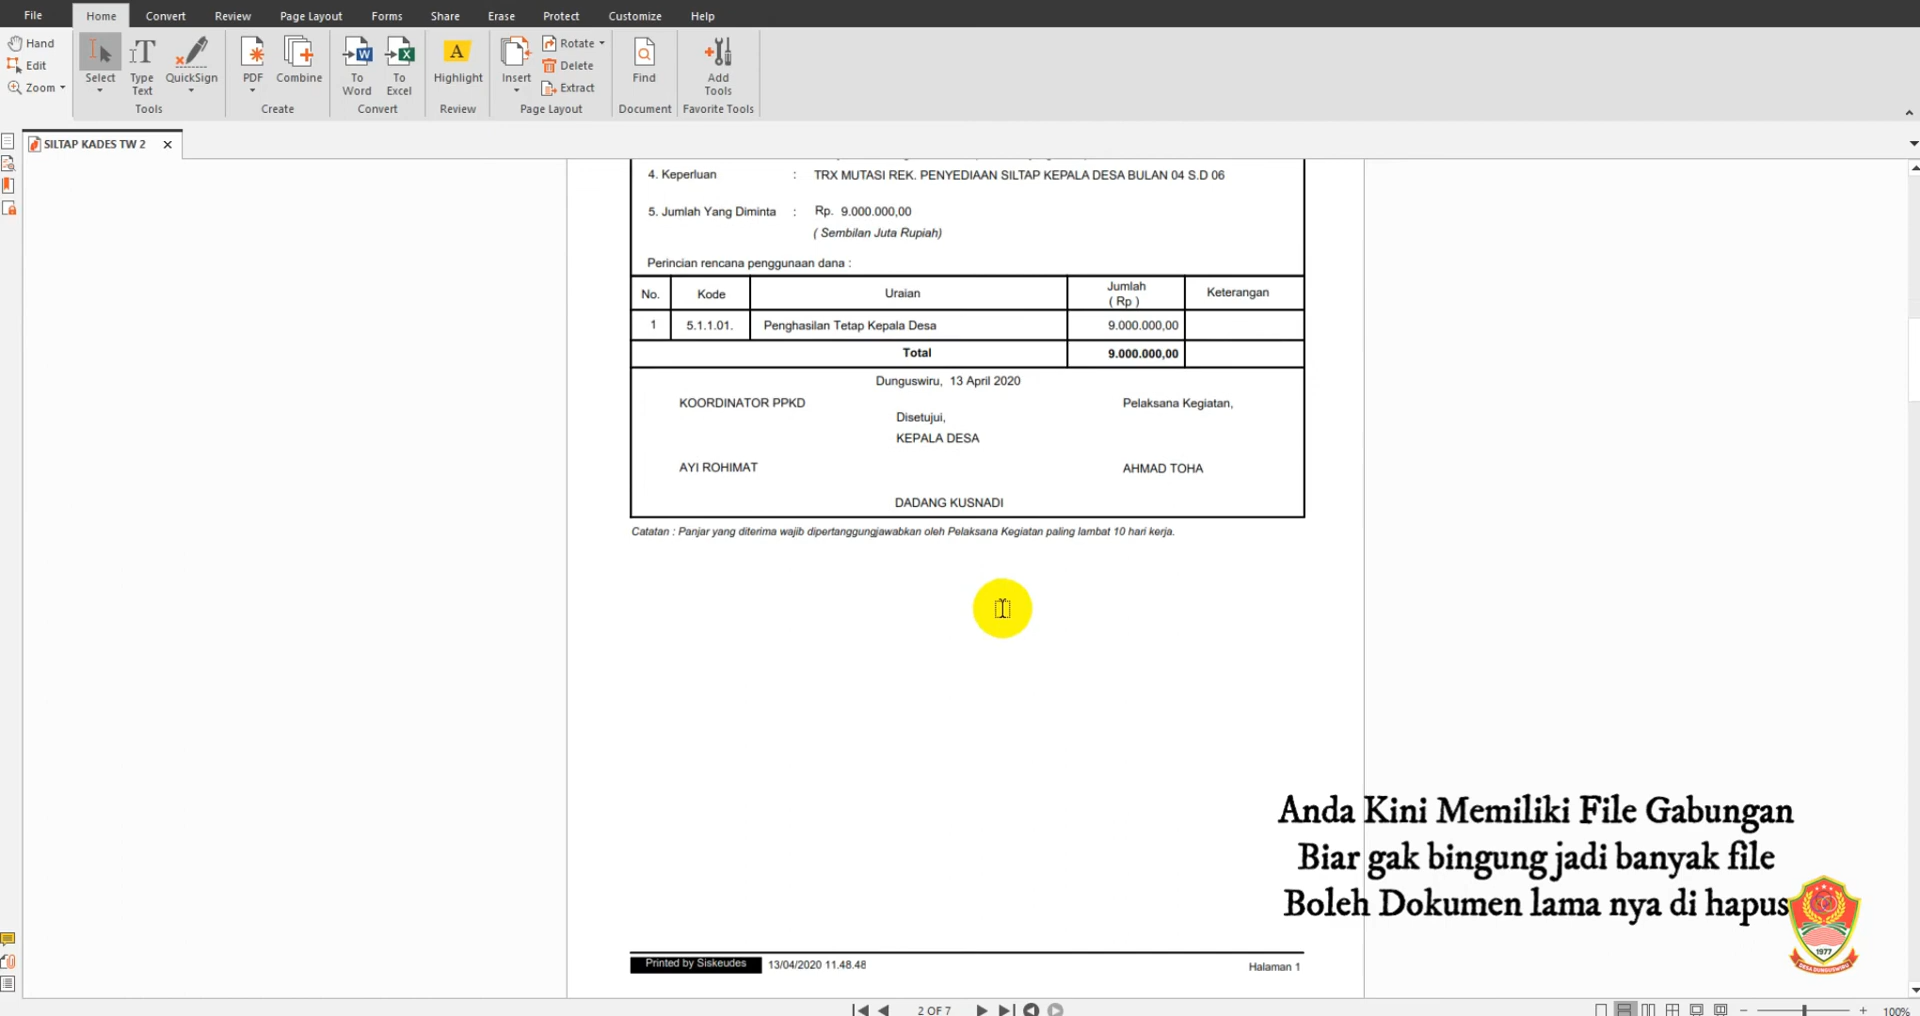 File Home Convert Review Page Layout Forms Share Erase Protect Customize Help
Hand
Edit
Zoom
Select
Type Text
QuickSign
Tools
PDF
Combine
Create
To Word
To Excel
Convert
Highlight
Review
Insert
Rotate
Delete
Extract
Page Layout
Find
Document
Add Tools
Favorite Tools
SILTAP KADES TW 2
4. Keperluan : TRX MUTASI REK. PENYEDIAAN SILTAP KEPALA DESA BULAN 04 S.D 06
5. Jumlah Yang Diminta : Rp. 9.000.000,00
( Sembilan Juta Rupiah)
Perincian rencana penggunaan dana :
No. Kode Uraian Jumlah ( Rp ) Keterangan
1 5.1.1.01. Penghasilan Tetap Kepala Desa 9.000.000,00
Total 9.000.000,00
Dunguswiru, 13 April 2020
KOORDINATOR PPKD Pelaksana Kegiatan,
Disetujui,
KEPALA DESA
AYI ROHIMAT AHMAD TOHA
DADANG KUSNADI
Catatan : Panjar yang diterima wajib dipertanggungjawabkan oleh Pelaksana Kegiatan paling lambat 10 hari kerja.
Anda Kini Memiliki File Gabungan
Biar gak bingung jadi banyak file
Boleh Dokumen lama nya di hapus
1977
DESA DUNGUSWIRU
Printed by Siskeudes 13/04/2020 11.48.48 Halaman 1
2 OF 7
100%